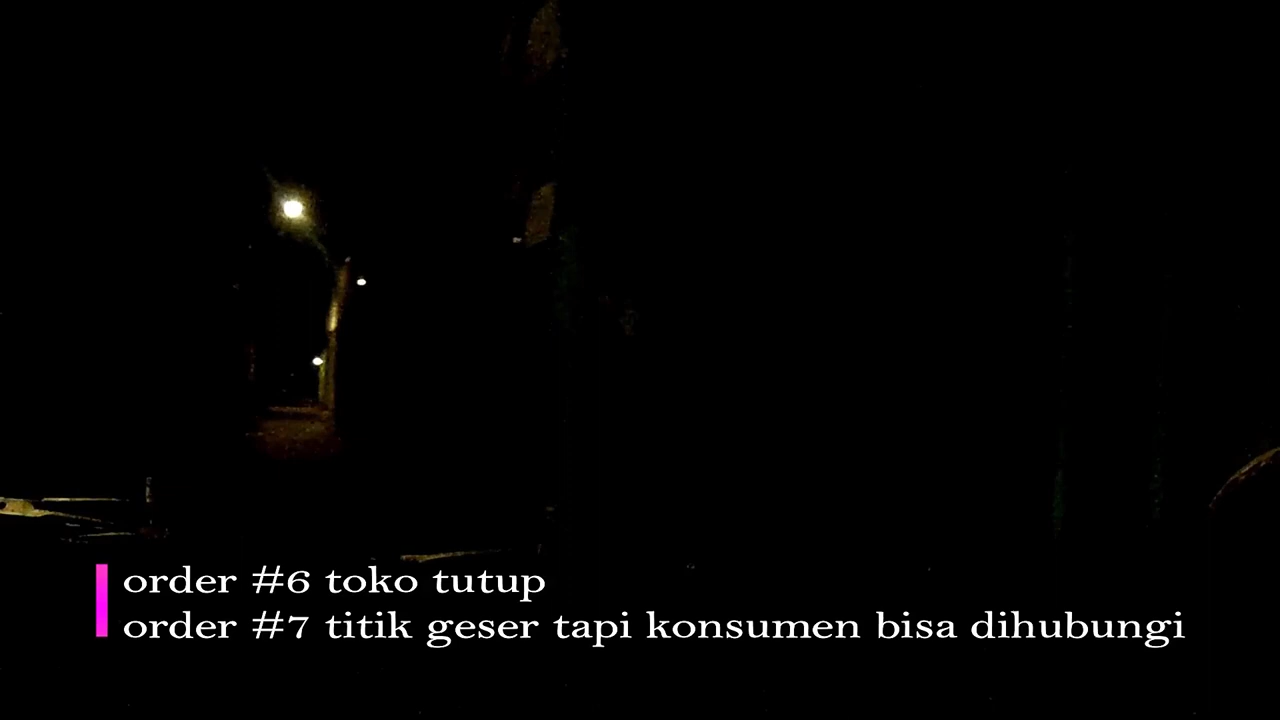 order #6 toko tutup
order #7 titik geser tapi konsumen bisa dihubungi